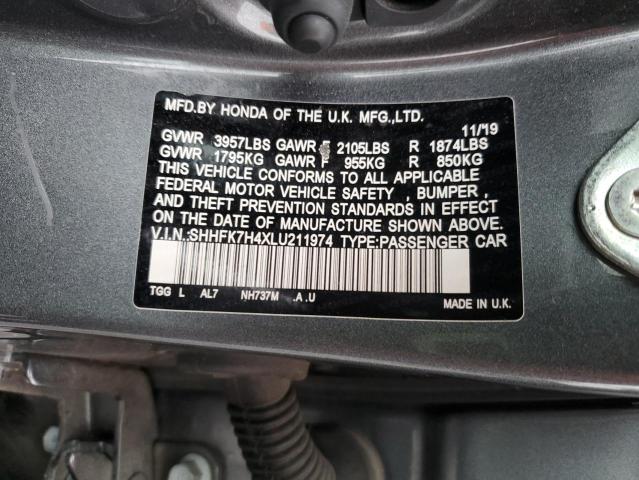 MFD.BY HONDA OF THE U.K. MFG.,LTD.
11/19
GVWR 3957LBS GAWR F 2105LBS R 1874LBS
GVWR 1795KG GAWR F 955KG R 850KG
THIS VEHICLE CONFORMS TO ALL APPLICABLE
FEDERAL MOTOR VEHICLE SAFETY , BUMPER ,
AND THEFT PREVENTION STANDARDS IN EFFECT
ON THE DATE OF MANUFACTURE SHOWN ABOVE.
V.I.N.:SHHFK7H4XLU211974 TYPE:PASSENGER CAR
TGG L AL7 NH737M .A .U
MADE IN U.K.